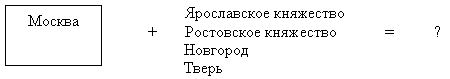 Москва
+
Ярославское княжество
Ростовское княжество
Новгород
Тверь
= ?